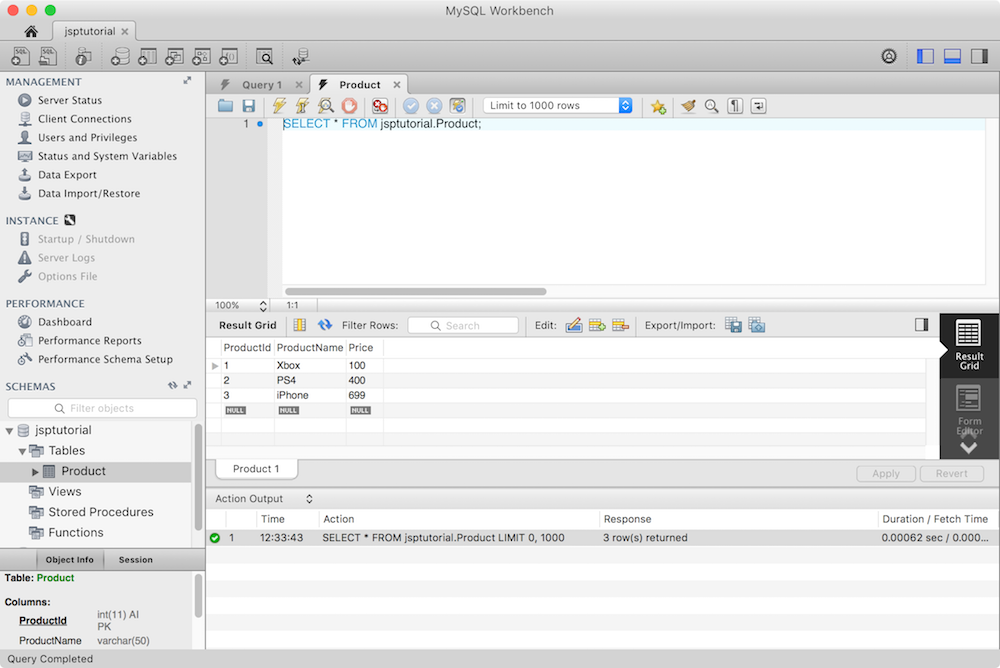 MySQL Workbench
jsptutorial
MANAGEMENT
Server Status
Client Connections
Users and Privileges
Status and System Variables
Data Export
Data Import/Restore
INSTANCE
Startup / Shutdown
Server Logs
Options File
PERFORMANCE
Dashboard
Performance Reports
Performance Schema Setup
SCHEMAS
Filter objects
jsptutorial
Tables
Product
Views
Stored Procedures
Functions
Object Info Session
Table: Product
Columns:
ProductId int(11) AI
PK
ProductName varchar(50)
Query 1 Product
Limit to 1000 rows
1 SELECT * FROM jsptutorial.Product;
100% 1:1
Result Grid Filter Rows: Search Edit: Export/Import:
ProductId ProductName Price
1 Xbox 100
2 PS4 400
3 iPhone 699
NULL NULL NULL
Result
Grid
Form
Editor
Product 1 Apply Revert
Action Output
Time Action Response Duration / Fetch Time
1 12:33:43 SELECT * FROM jsptutorial.Product LIMIT 0, 1000 3 row(s) returned 0.00062 sec / 0.000...
Query Completed